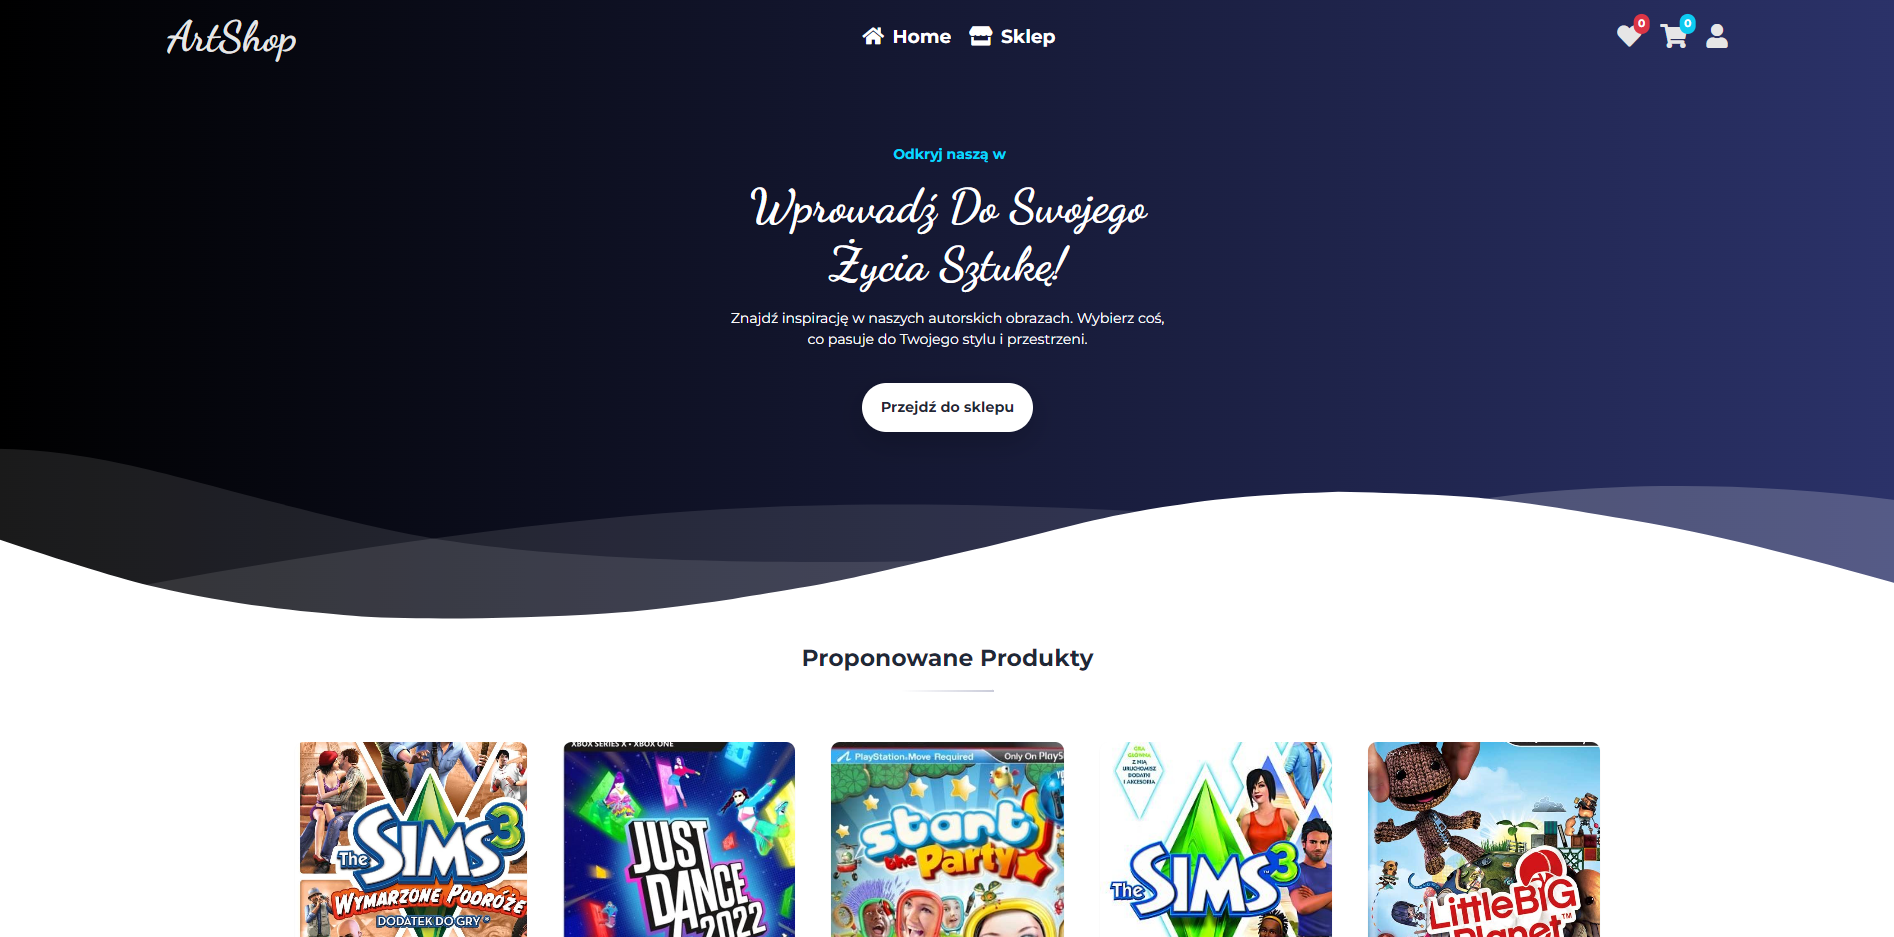 ArtShop
Home
Sklep
0
0
Odkryj naszą w
Wprowadź Do Swojego
Życia Sztukę!
Znajdź inspirację w naszych autorskich obrazach. Wybierz coś,
co pasuje do Twojego stylu i przestrzeni.
Przejdź do sklepu
Proponowane Produkty
The SIMS 3
WYMARZONE PODRÓŻE
DODATEK DO GRY
XBOX SERIES X • XBOX ONE
JUST
DANCE
2022
PlayStation Move Required
Only On PlayS
start
the Party!
GRA
GŁÓWNA
Z NIĄ
URUCHOMISZ
DODATKI
I AKCESORIA
The SIMS 3
LittleBIG
Planet™